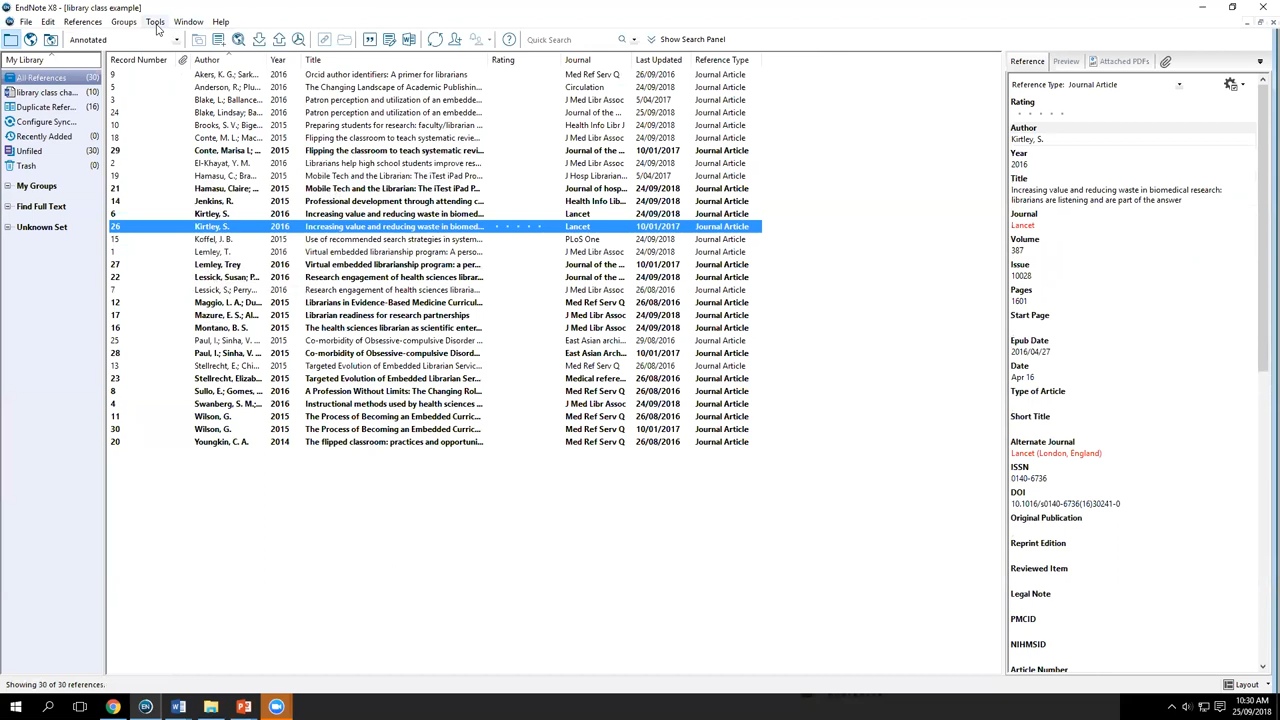 EndNote X8 - [library class example]
File Edit References Groups Tools Window Help
Annotated Quick Search Show Search Panel
My Library
All References (30)
library class cha... (10)
Duplicate Refer... (16)
Configure Sync...
Recently Added (0)
Unfiled (30)
Trash (0)
My Groups
Find Full Text
Unknown Set
Record Number Author Year Title Rating Journal Last Updated Reference Type
9 Akers, K. G.; Sark... 2016 Orcid author identifiers: A primer for librarians Med Ref Serv Q 26/09/2016 Journal Article
5 Anderson, R.; Plu... 2016 The Changing Landscape of Academic Publishin... Circulation 24/09/2018 Journal Article
3 Blake, L.; Ballance... 2016 Patron perception and utilization of an embedde... J Med Libr Assoc 5/04/2017 Journal Article
24 Blake, Lindsay; Ba... 2016 Patron perception and utilization of an embedde... Journal of the ... 25/09/2018 Journal Article
10 Brooks, S. V.; Bige... 2016 Preparing students for research: faculty/librarian ... Health Info Libr J 24/09/2018 Journal Article
18 Conte, M. L.; Mac... 2015 Flipping the classroom to teach systematic revie... J Med Libr Assoc 24/09/2018 Journal Article
29 Conte, Marisa L; ... 2015 Flipping the classroom to teach systematic revie... Journal of the... 10/01/2017 Journal Article
2 El-Khayat, Y. M. 2016 Librarians help high school students improve res... J Med Libr Assoc 24/09/2018 Journal Article
19 Hamasu, C.; Bra... 2015 Mobile Tech and the Librarian: The iTest iPad Pr... J Hosp Librarian... 5/04/2017 Journal Article
21 Hamasu, Claire; ... 2015 Mobile Tech and the Librarian: The iTest iPad P... Journal of hosp... 24/09/2018 Journal Article
14 Jenkins, R. 2015 Professional development through attending c... Health Info Lib... 24/09/2018 Journal Article
6 Kirtley, S. 2016 Increasing value and reducing waste in biomed... Lancet 24/09/2018 Journal Article
26 Kirtley, S. 2016 Increasing value and reducing waste in biomed... Lancet 10/01/2017 Journal Article
15 Koffel, J. B. 2015 Use of recommended search strategies in system... PLoS One 24/09/2018 Journal Article
1 Lemley, T. 2016 Virtual embedded librarianship program: a perso... J Med Libr Assoc 24/09/2018 Journal Article
27 Lemley, Trey 2016 Virtual embedded librarianship program: a per... Journal of the ... 10/01/2017 Journal Article
22 Lessick, Susan; P... 2016 Research engagement of health sciences librar... Journal of the ... 24/09/2018 Journal Article
7 Lessick, S.; Perry... 2016 Research engagement of health sciences librarian... J Med Libr Assoc 24/09/2018 Journal Article
12 Maggio, L. A.; Du... 2015 Librarians in Evidence-Based Medicine Curricul... Med Ref Serv Q 26/08/2016 Journal Article
17 Mazure, E. S.; Al... 2015 Librarian readiness for research partnerships J Med Libr Assoc 24/09/2018 Journal Article
16 Montano, B. S. 2015 The health sciences librarian as scientific enter... J Med Libr Assoc 24/09/2018 Journal Article
25 Paul, I.; Sinha, V. ... 2015 Co-morbidity of Obsessive-compulsive Disorder ... East Asian archi... 29/08/2016 Journal Article
28 Paul, I.; Sinha, V. ... 2015 Co-morbidity of Obsessive-compulsive Disord... East Asian Arch... 10/01/2017 Journal Article
13 Stellrecht, E.; Chi... 2015 Targeted Evolution of Embedded Librarian Servic... Med Ref Serv Q 26/08/2016 Journal Article
23 Stellrecht, Elizab... 2015 Targeted Evolution of Embedded Librarian Ser... Medical refere... 26/08/2016 Journal Article
8 Sullo, E.; Gomes, ... 2016 A Profession Without Limits: The Changing Rol... Med Ref Serv Q 26/08/2016 Journal Article
4 Swanberg, S. M.;... 2016 Instructional methods used by health sciences ... J Med Libr Assoc 24/09/2018 Journal Article
11 Wilson, G. 2015 The Process of Becoming an Embedded Curric... Med Ref Serv Q 26/08/2016 Journal Article
30 Wilson, G. 2015 The Process of Becoming an Embedded Curric... Med Ref Serv Q 10/01/2017 Journal Article
20 Youngkin, C. A. 2014 The flipped classroom: practices and opportuni... Med Ref Serv Q 26/08/2016 Journal Article
Reference Preview Attached PDFs
Reference Type: Journal Article
Rating
Author
Kirtley, S.
Year
2016
Title
Increasing value and reducing waste in biomedical research:
librarians are listening and are part of the answer
Journal
Lancet
Volume
387
Issue
10028
Pages
1601
Start Page
Epub Date
2016/04/27
Date
Apr 16
Type of Article
Short Title
Alternate Journal
Lancet (London, England)
ISSN
0140-6736
DOI
10.1016/s0140-6736(16)30241-0
Original Publication
Reprint Edition
Reviewed Item
Legal Note
PMCID
NIHMSID
Article Number
Showing 30 of 30 references.
Layout
10:30 AM
25/09/2018